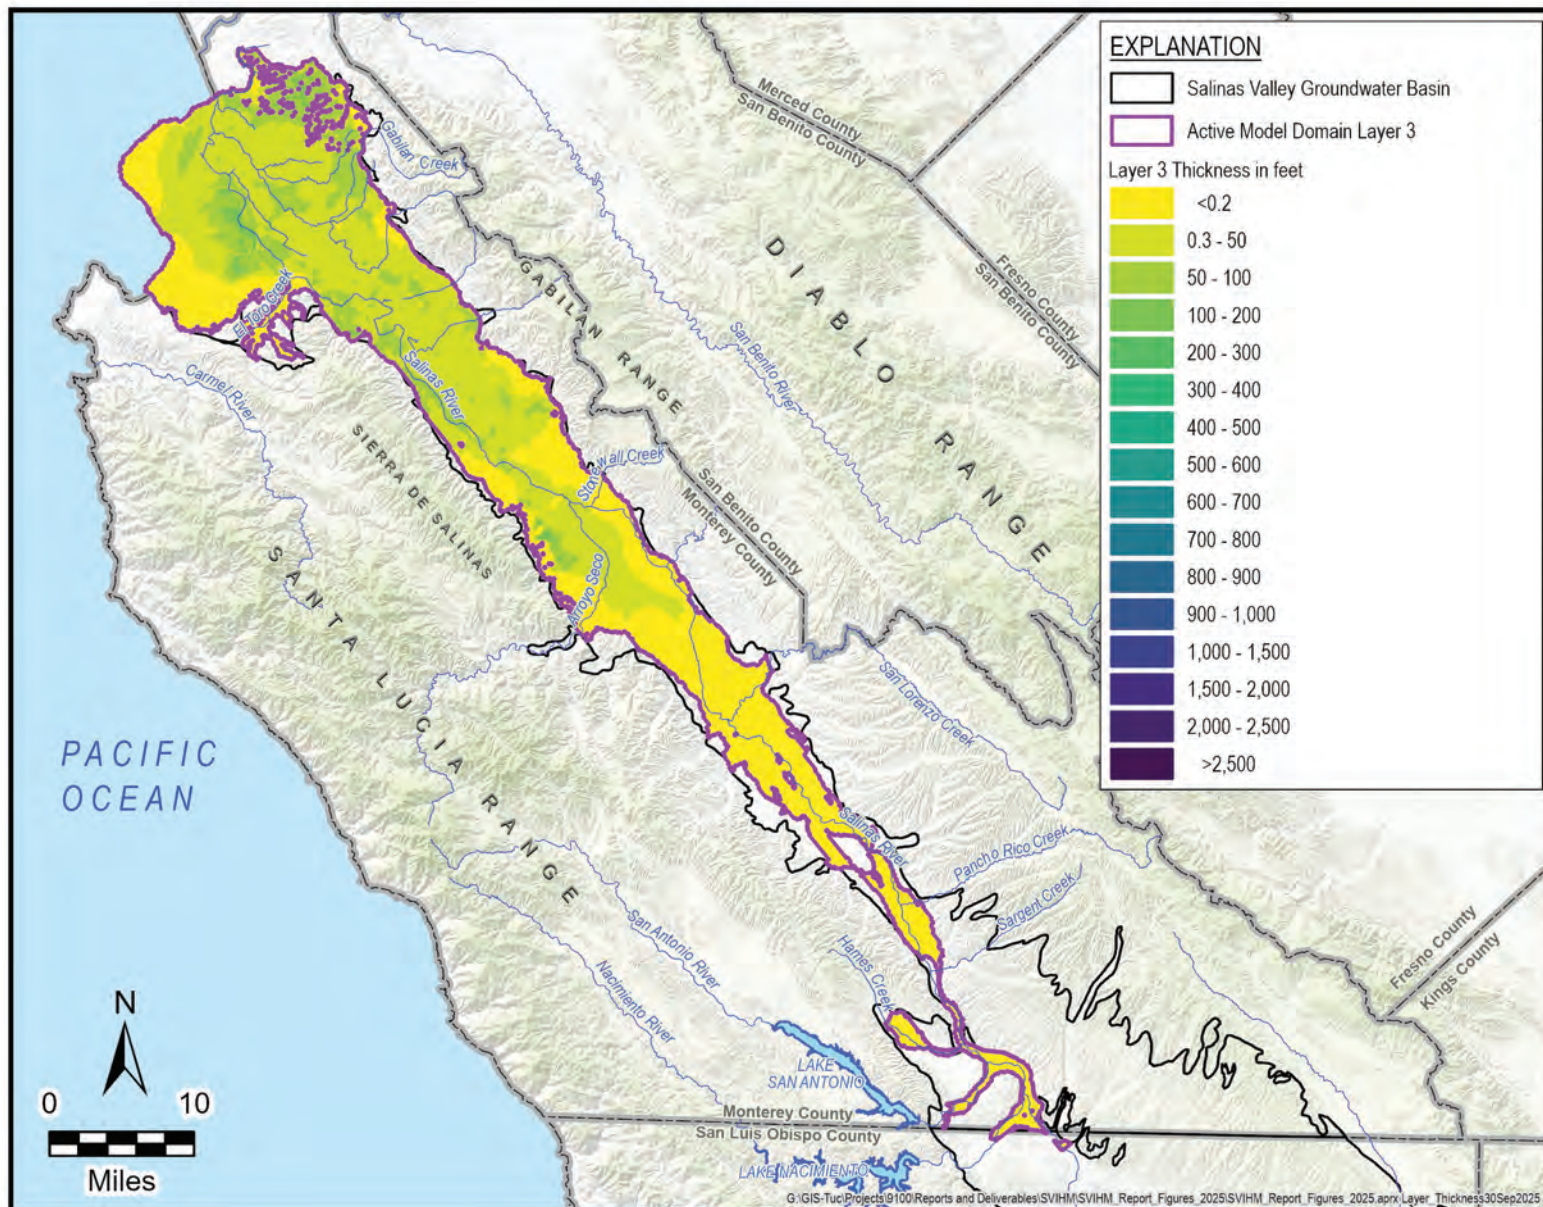 EXPLANATION
Salinas Valley Groundwater Basin
Active Model Domain Layer 3
Layer 3 Thickness in feet
<0.2
0.3 - 50
50 - 100
100 - 200
200 - 300
300 - 400
400 - 500
500 - 600
600 - 700
700 - 800
800 - 900
900 - 1,000
1,000 - 1,500
1,500 - 2,000
2,000 - 2,500
>2,500
Merced County
San Benito County
Fresno County
San Benito County
Gabilan Creek
DIABLO RANGE
GABILAN RANGE
San Benito River
El Toro Creek
Carmel River
Salinas River
SIERRA DE SALINAS
Stonewall Creek
San Benito County
Monterey County
SANTA LUCIA RANGE
Arroyo Seco
San Lorenzo Creek
PACIFIC
OCEAN
Salinas River
Pancho Rico Creek
Sargent Creek
San Antonio River
Hames Creek
Nacimiento River
Fresno County
Kings County
N
0 10
Miles
LAKE
SAN ANTONIO
Monterey County
San Luis Obispo County
LAKE NACIMIENTO
G:\GIS-Tuc\Projects\9100\Reports and Deliverables\SVIHM\SVIHM_Report_Figures_2025\SVIHM_Report_Figures_2025.aprx Layer_Thickness30Sep2025